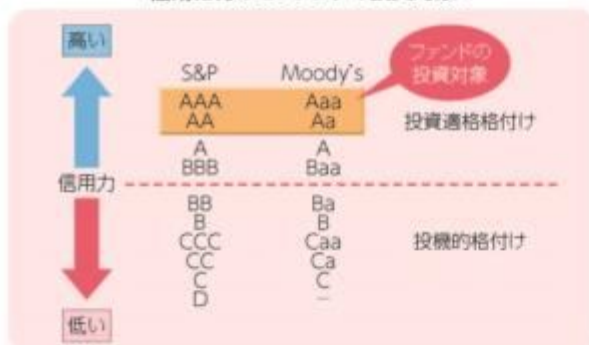 高い
ファンドの
投資対象
S&P Moody's
AAA Aaa
AA Aa
投資適格格付け
A A
BBB Baa
信用力
BB Ba
B B
CCC Caa
投機的格付け
CC Ca
C C
D –
低い